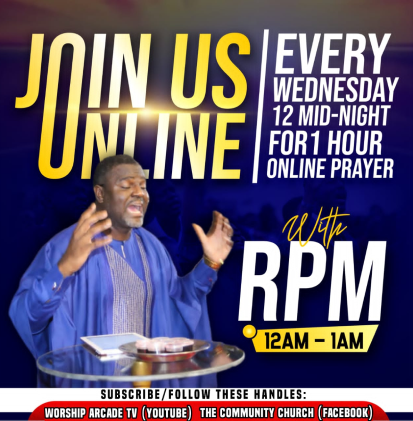 JOIN US
ONLINE
EVERY
WEDNESDAY
12 MID-NIGHT
FOR 1 HOUR
ONLINE PRAYER
With
RPM
12AM – 1AM
SUBSCRIBE/FOLLOW THESE HANDLES:
WORSHIP ARCADE TV (YOUTUBE) THE COMMUNITY CHURCH (FACEBOOK)